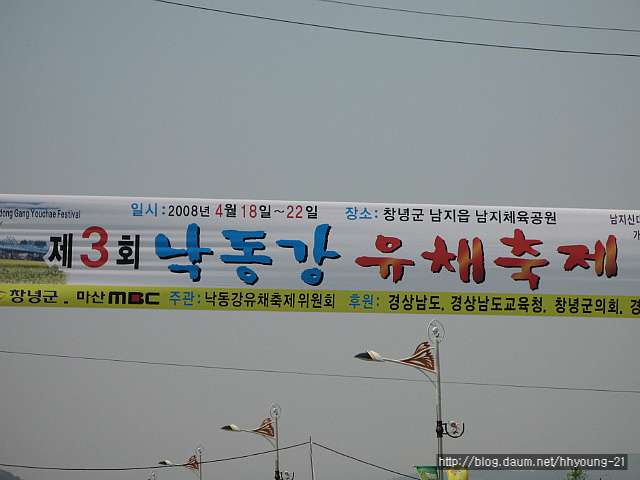 일시:2008년 4월 18일~22일 장소: 창녕군 남지읍 남지체육공원
Gang Youchae Festival
제3회 낙동강 유채축제
창녕군 . 마산MBC 주관:낙동강유채축제위원회 후원: 경상남도. 경상남도교육청. 창녕군의회.
http://blog.daum.net/hhyoung-21